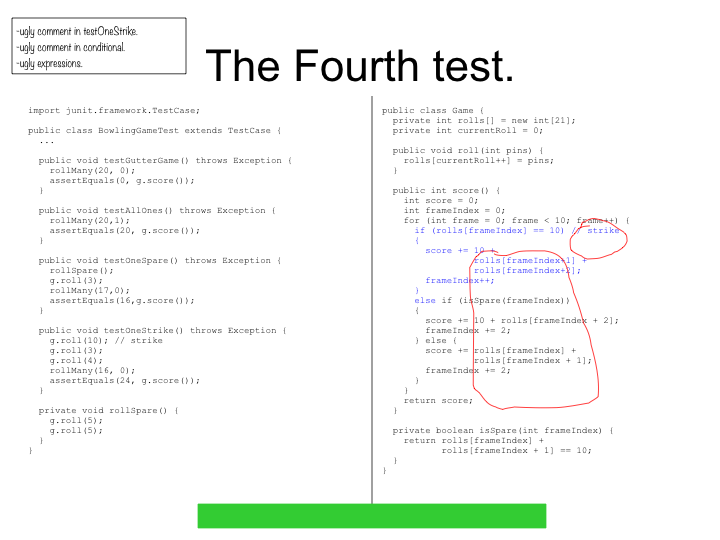 -ugly comment in testOneStrike.
-ugly comment in conditional.
-ugly expressions.
The Fourth test.
import junit.framework.TestCase;
public class BowlingGameTest extends TestCase {
...
public void testGutterGame() throws Exception {
rollMany(20, 0);
assertEquals(0, g.score());
}
public void testAllOnes() throws Exception {
rollMany(20,1);
assertEquals(20, g.score());
}
public void testOneSpare() throws Exception {
rollSpare();
g.roll(3);
rollMany(17,0);
assertEquals(16,g.score());
}
public void testOneStrike() throws Exception {
g.roll(10); // strike
g.roll(3);
g.roll(4);
rollMany(16, 0);
assertEquals(24, g.score());
}
private void rollSpare() {
g.roll(5);
g.roll(5);
}
}
public class Game {
private int rolls[] = new int[21];
private int currentRoll = 0;
public void roll(int pins) {
rolls[currentRoll++] = pins;
}
public int score() {
int score = 0;
int frameIndex = 0;
for (int frame = 0; frame < 10; frame++) {
if (rolls[frameIndex] == 10) // strike
{
score += 10 +
rolls[frameIndex+1] +
rolls[frameIndex+2];
frameIndex++;
}
else if (isSpare(frameIndex))
{
score += 10 + rolls[frameIndex + 2];
frameIndex += 2;
} else {
score += rolls[frameIndex] +
rolls[frameIndex + 1];
frameIndex += 2;
}
}
return score;
}
private boolean isSpare(int frameIndex) {
return rolls[frameIndex] +
rolls[frameIndex + 1] == 10;
}
}